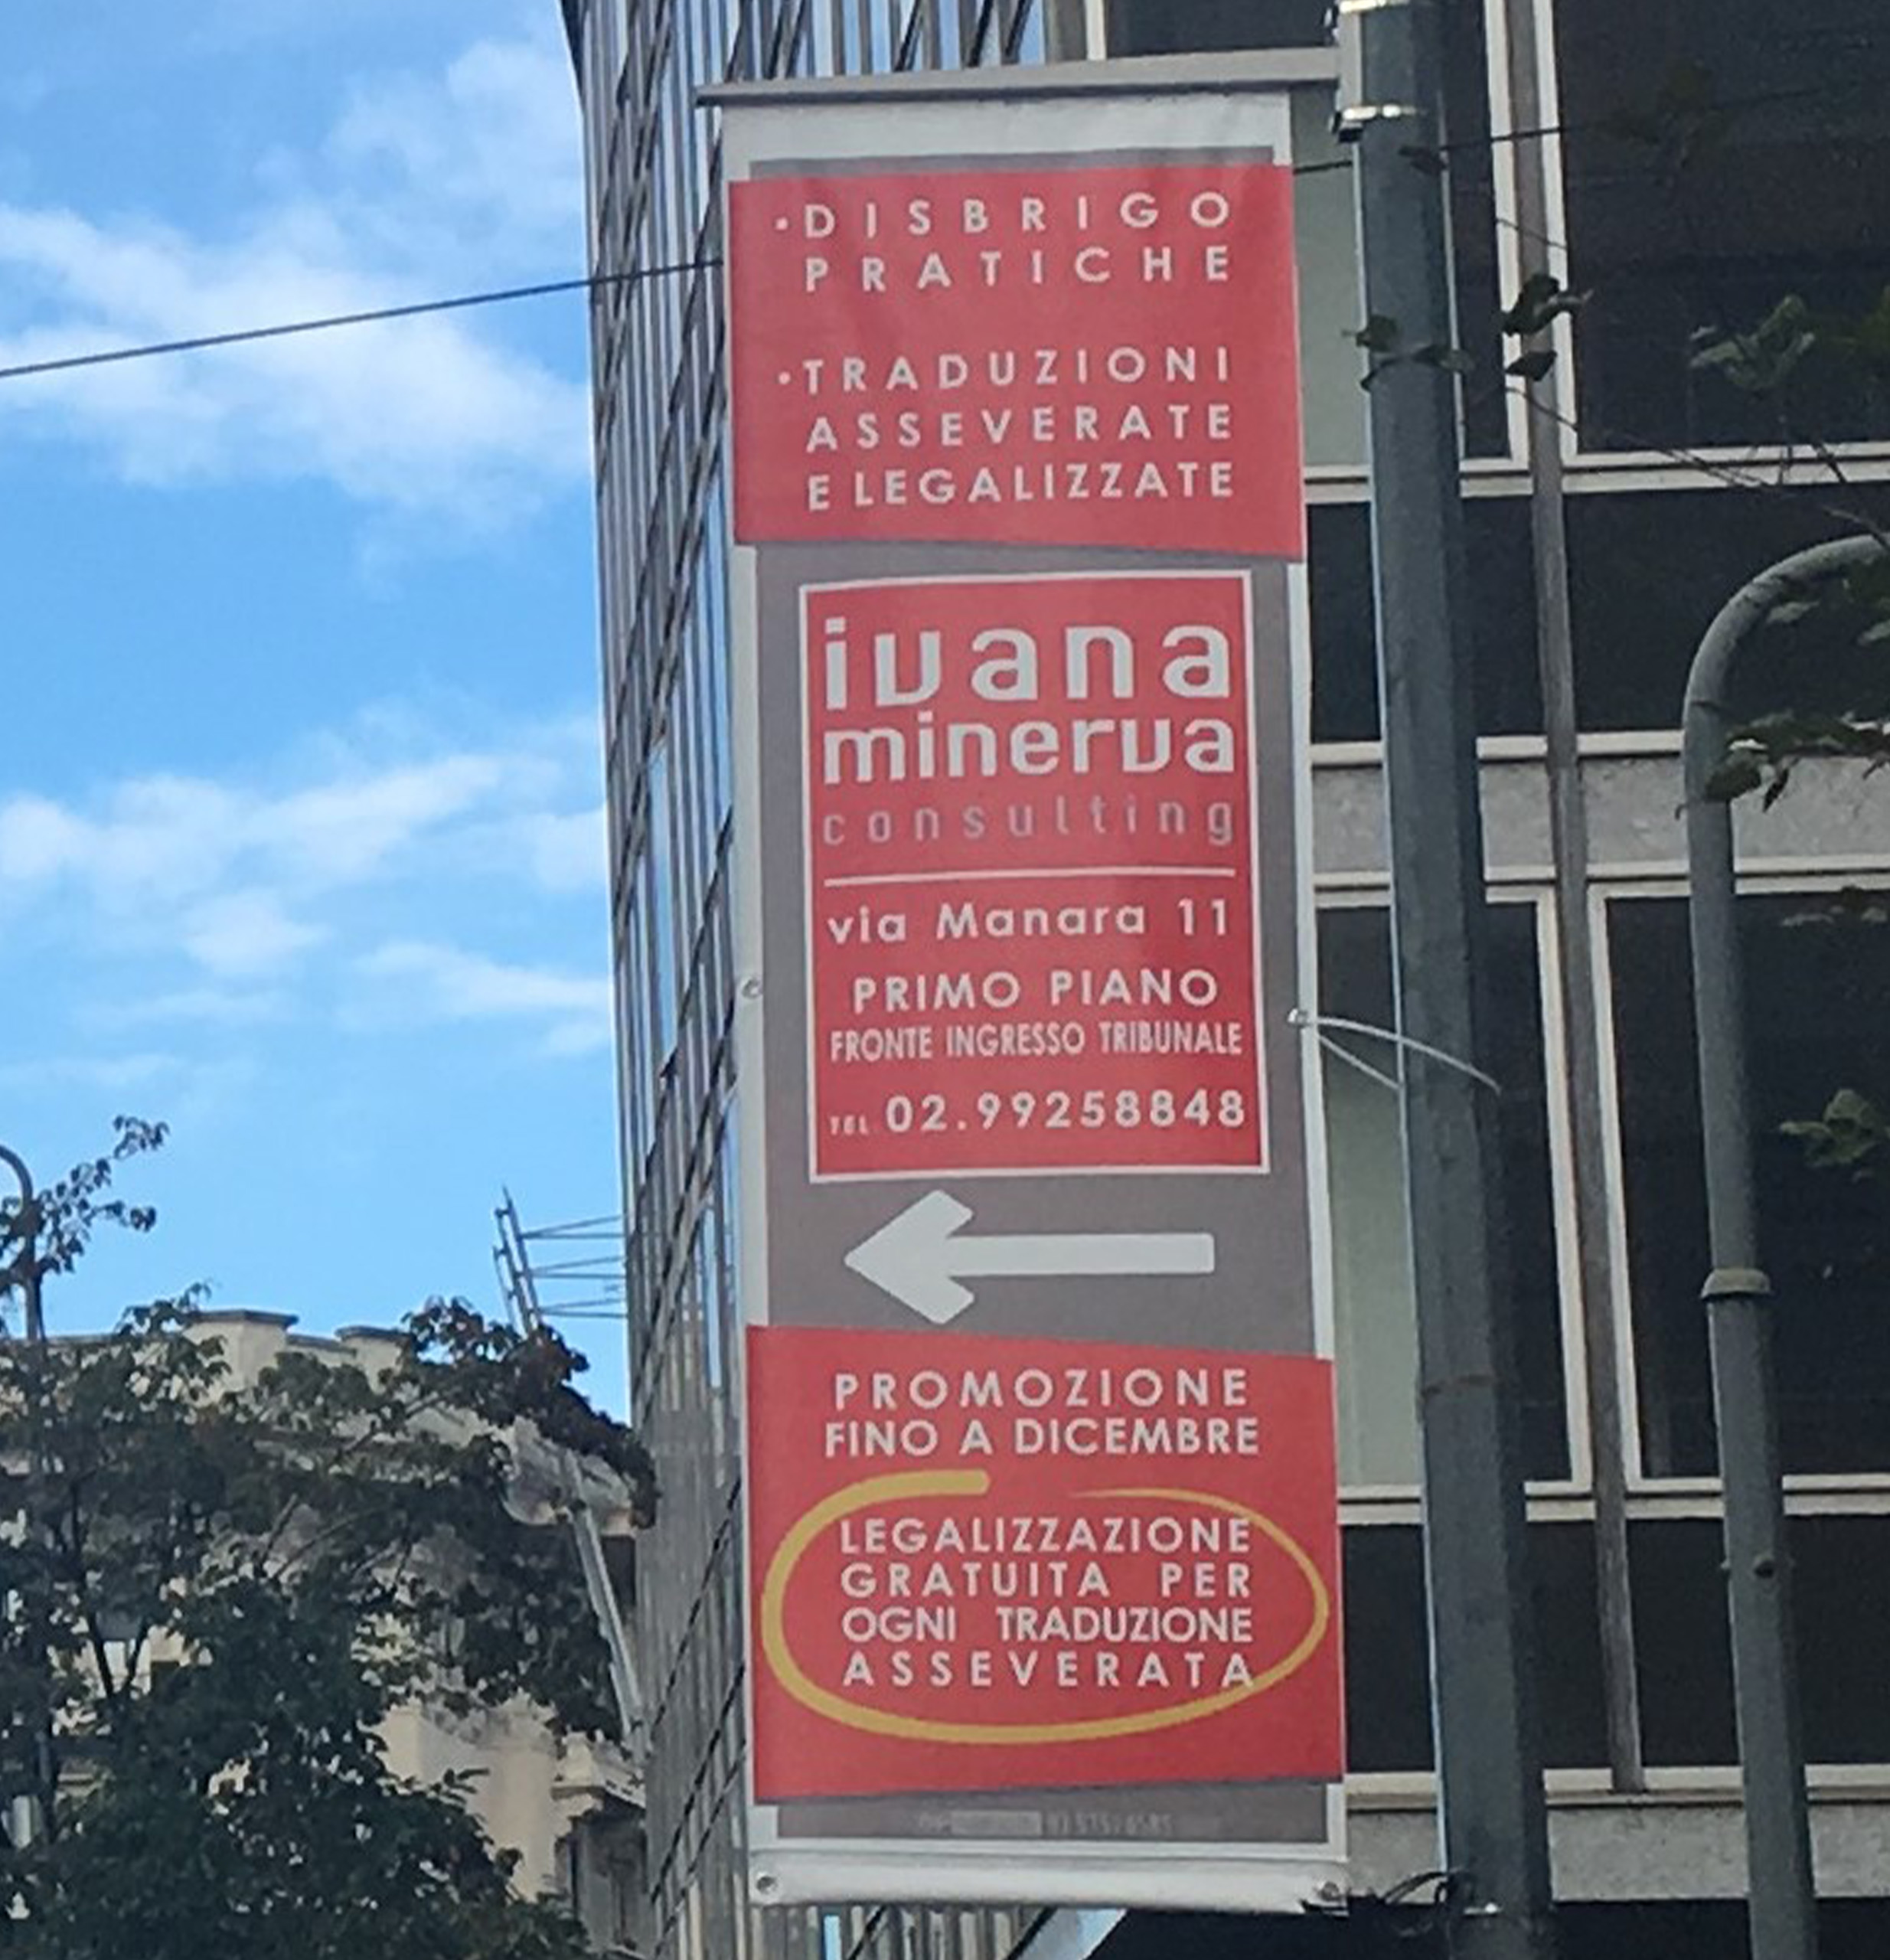 ·DISBRIGO
PRATICHE
·TRADUZIONI
ASSEVERATE
E LEGALIZZATE
ivana
minerva
consulting
via Manara 11
PRIMO PIANO
FRONTE INGRESSO TRIBUNALE
TEL 02.99258848
PROMOZIONE
FINO A DICEMBRE
LEGALIZZAZIONE
GRATUITA PER
OGNI TRADUZIONE
ASSEVERATA